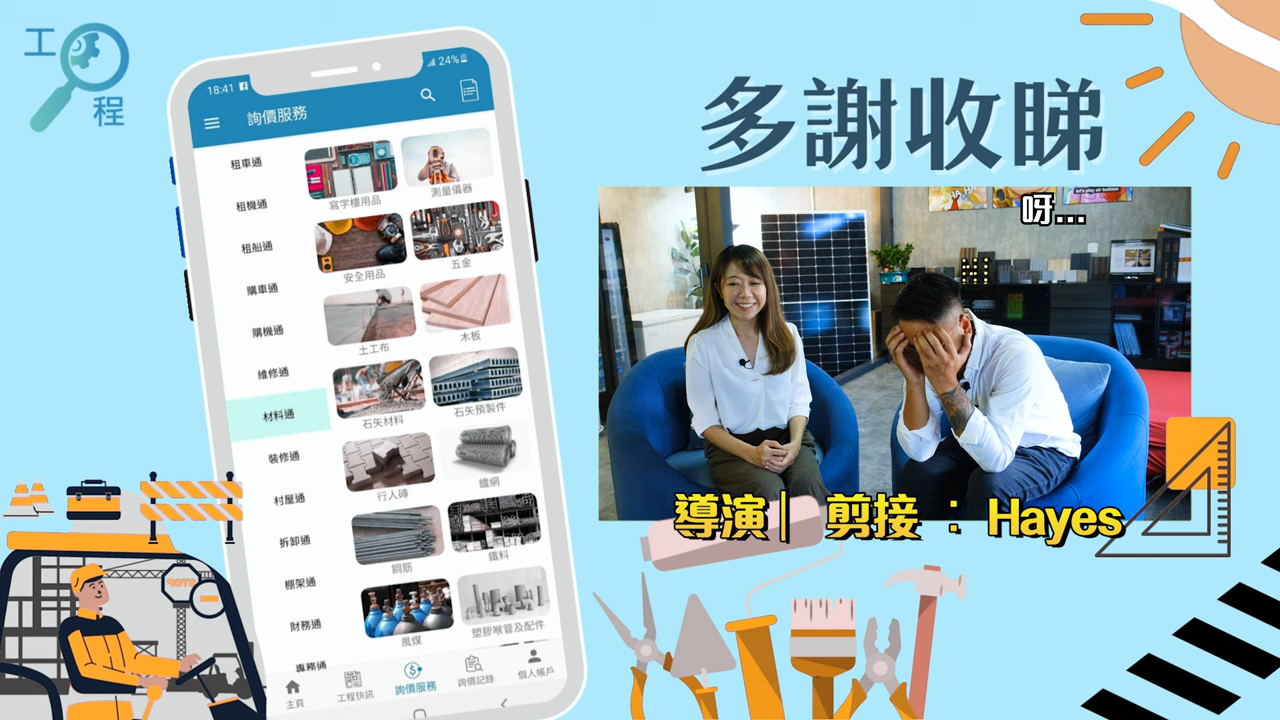 工
程
18:41
24%
詢價服務
租車通
租機通
租船通
購車通
購機通
維修通
材料通
裝修通
村屋通
拆卸通
棚架通
財務通
專務通
寫字樓用品
測量儀器
安全用品
五金
土工布
木板
石矢材料
石矢預製件
行人磚
鐵網
鋼筋
鐵料
風煤
塑膠喉管及配件
主頁
工程快訊
詢價服務
詢價記錄
個人帳戶
多謝收睇
呀...
導演 | 剪接 : Hayes